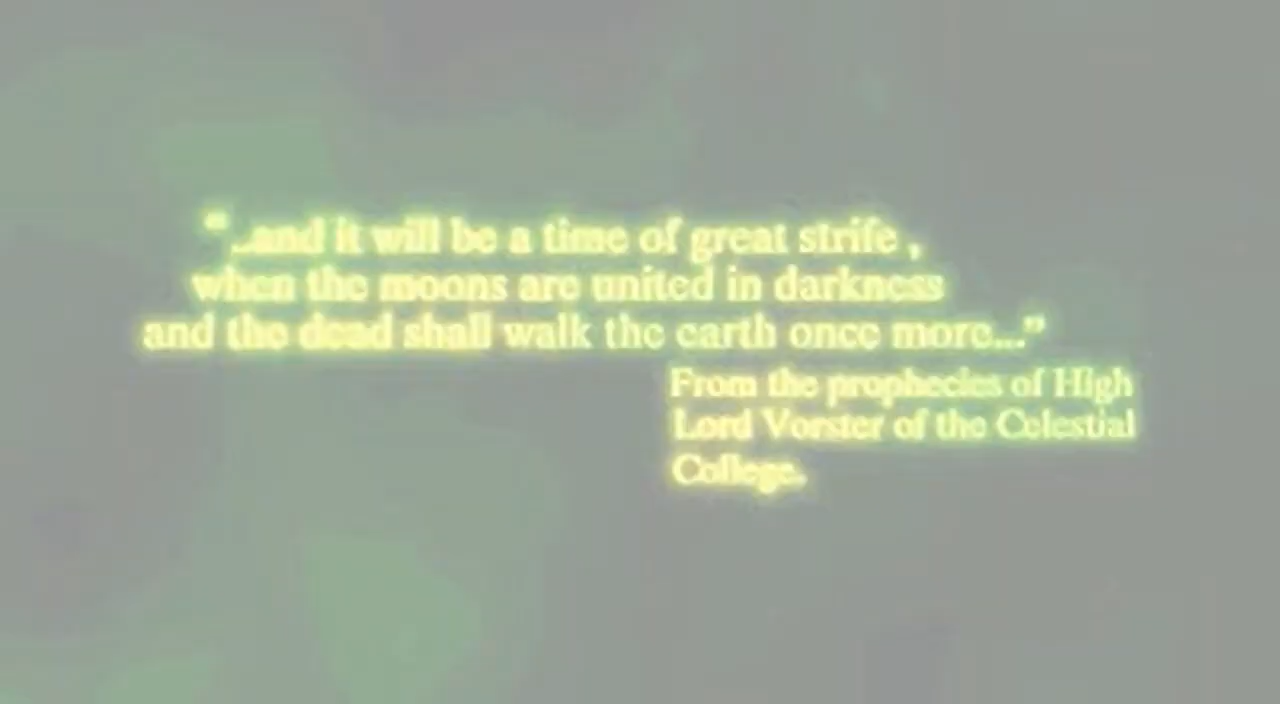 "...and it will be a time of great strife ,
when the moons are united in darkness
and the dead shall walk the earth once more..."
From the prophecies of High
Lord Vorster of the Celestial
College.